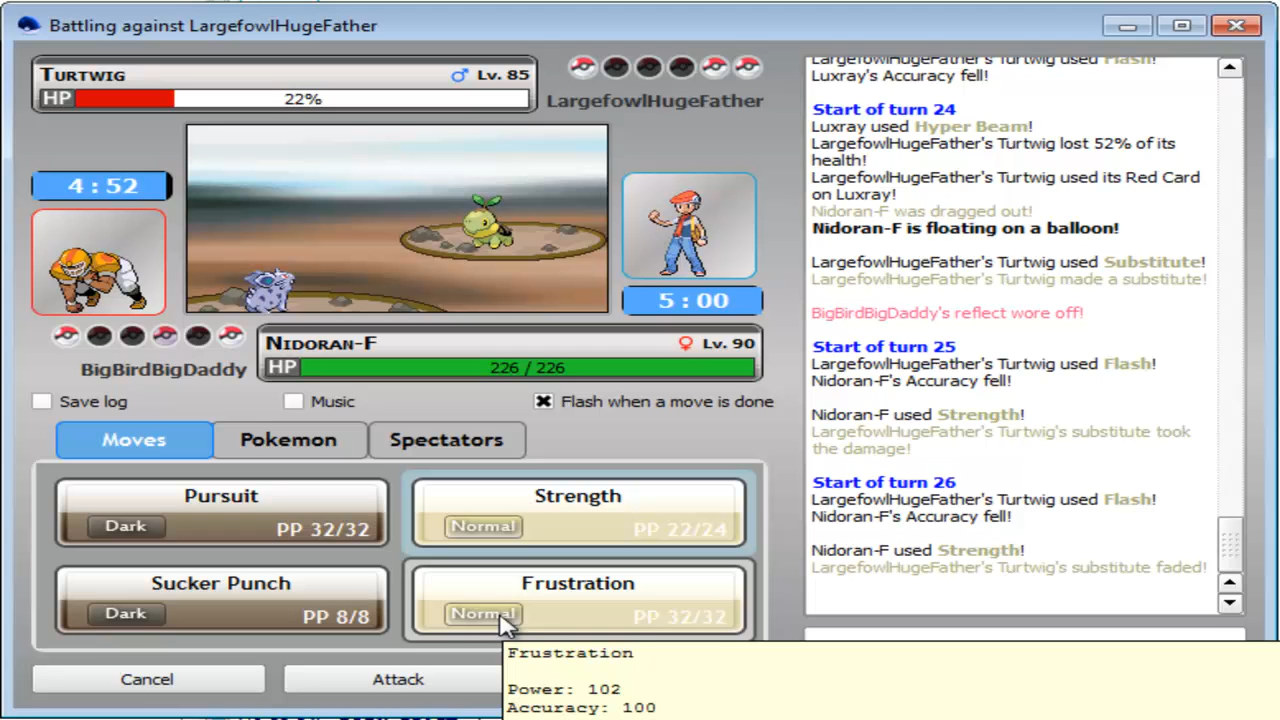 Battling against LargefowlHugeFather
TURTWIG
Lv. 85
HP
22%
LargefowlHugeFather
4:52
5:00
BigBirdBigDaddy
NIDORAN-F
Lv. 90
HP
226 / 226
Save log
Music
Flash when a move is done
Moves
Pokemon
Spectators
Pursuit
Dark
PP 32/32
Strength
Normal
PP 22/24
Sucker Punch
Dark
PP 8/8
Frustration
Normal
PP 32/32
Cancel
Attack
Frustration
Power: 102
Accuracy: 100
LargefowlHugeFather's Turtwig used Flash!
Luxray's Accuracy fell!
Start of turn 24
Luxray used Hyper Beam!
LargefowlHugeFather's Turtwig lost 52% of its
health!
LargefowlHugeFather's Turtwig used its Red Card
on Luxray!
Nidoran-F was dragged out!
Nidoran-F is floating on a balloon!
LargefowlHugeFather's Turtwig used Substitute!
LargefowlHugeFather's Turtwig made a substitute!
BigBirdBigDaddy's reflect wore off!
Start of turn 25
LargefowlHugeFather's Turtwig used Flash!
Nidoran-F's Accuracy fell!
Nidoran-F used Strength!
LargefowlHugeFather's Turtwig's substitute took
the damage!
Start of turn 26
LargefowlHugeFather's Turtwig used Flash!
Nidoran-F's Accuracy fell!
Nidoran-F used Strength!
LargefowlHugeFather's Turtwig's substitute faded!